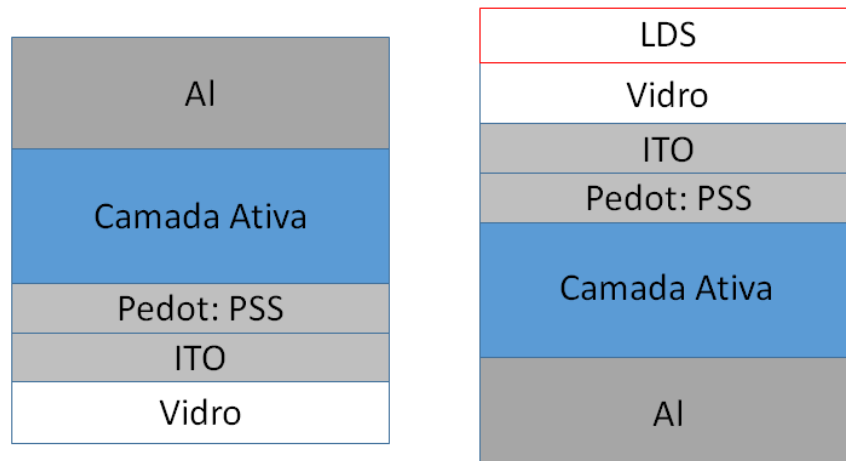 Al
Camada Ativa
Pedot: PSS
ITO
Vidro
LDS
Vidro
ITO
Pedot: PSS
Camada Ativa
Al